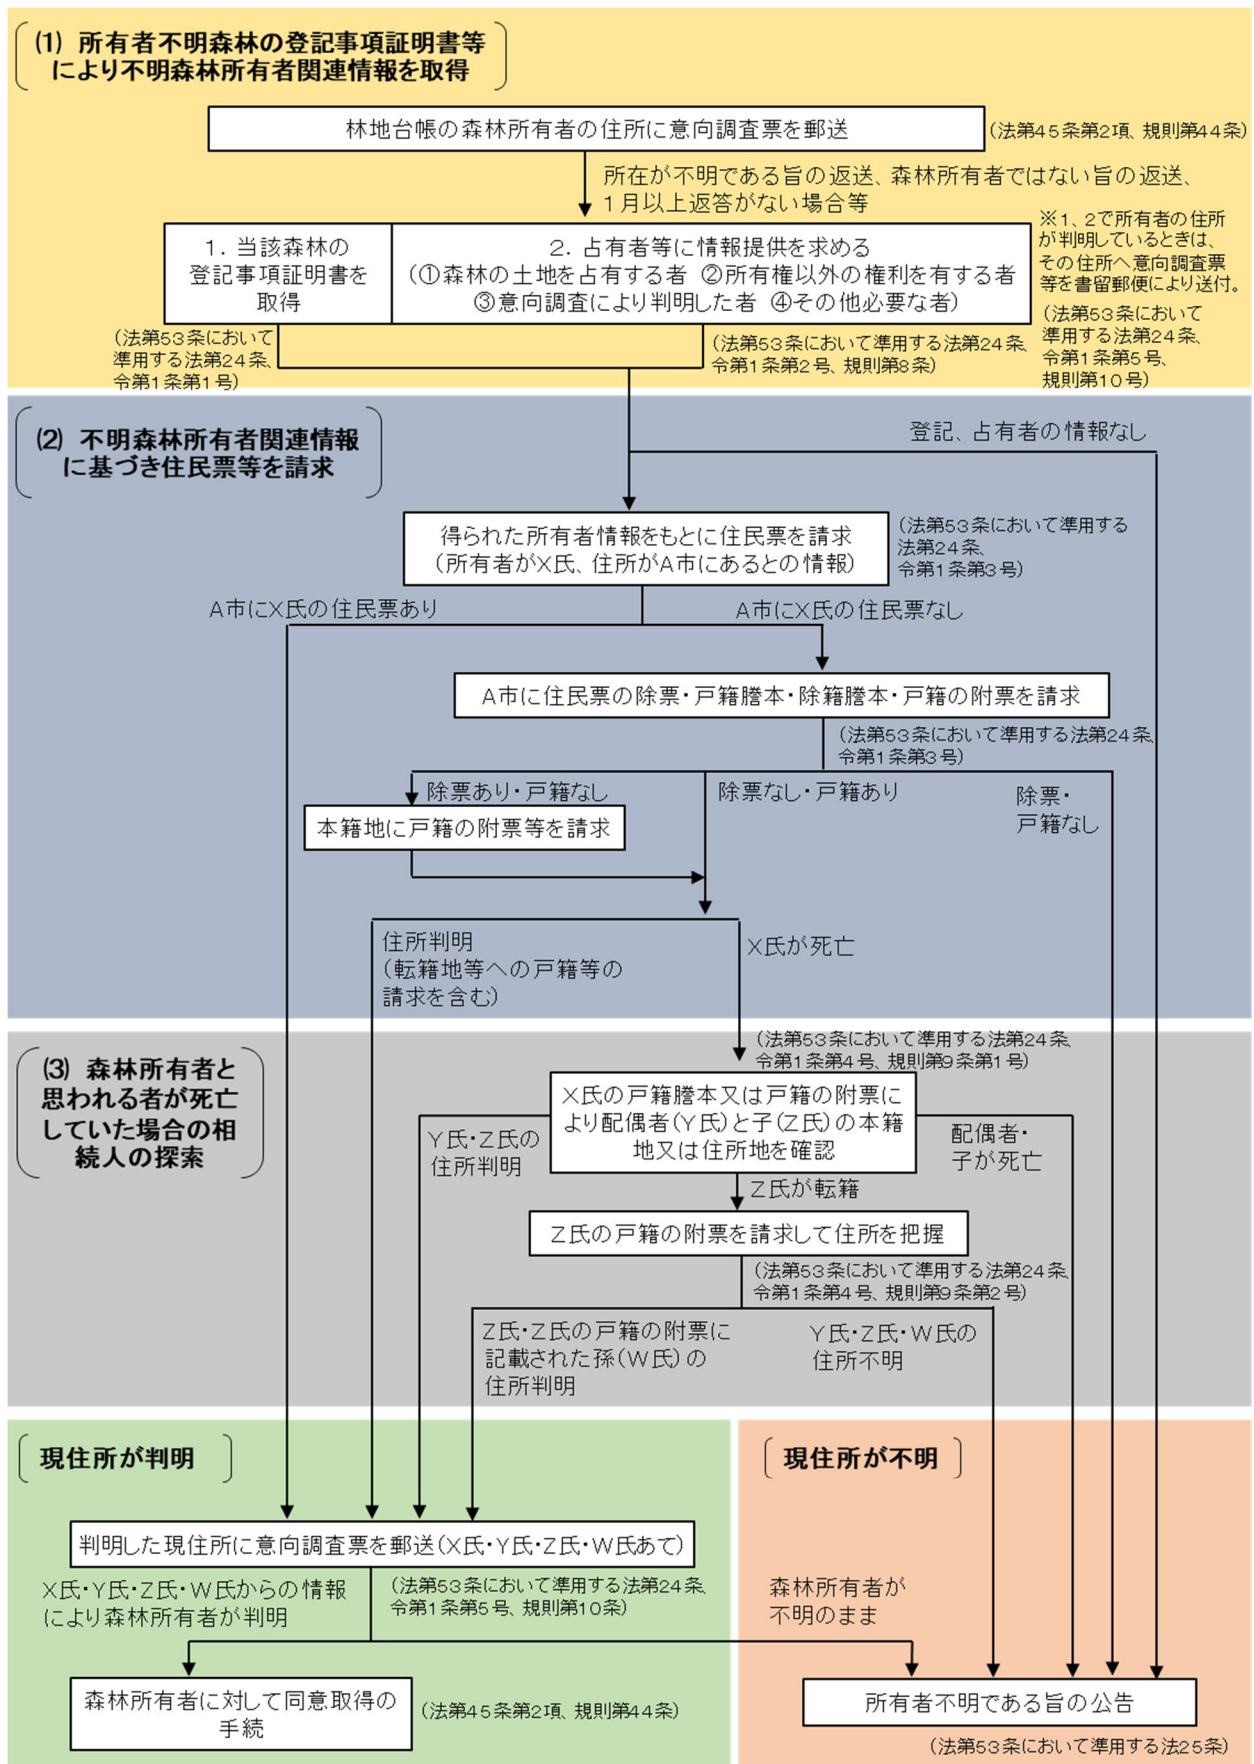 (1) 所有者不明森林の登記事項証明書等
により不明森林所有者関連情報を取得
林地台帳の森林所有者の住所に意向調査票を郵送
(法第45条第2項、規則第44条)
所在が不明である旨の返送、森林所有者ではない旨の返送、
1月以上返答がない場合等
1. 当該森林の
登記事項証明書を
取得
2. 占有者等に情報提供を求める
(①森林の土地を占有する者 ②所有権以外の権利を有する者
③意向調査により判明した者 ④その他必要な者)
※1、2で所有者の住所
が判明しているときは、
その住所へ意向調査票
等を書留郵便により送付。
(法第53条において
準用する法第24条、
令第1条第1号)
(法第53条において準用する法第24条、
令第1条第2号、規則第8条)
(法第53条において
準用する法第24条、
令第1条第5号、
規則第10号)
(2) 不明森林所有者関連情報
に基づき住民票等を請求
登記、占有者の情報なし
得られた所有者情報をもとに住民票を請求
(所有者がX氏、住所がA市にあるとの情報)
(法第53条において準用する
法第24条、
令第1条第3号)
A市にX氏の住民票あり
A市にX氏の住民票なし
A市に住民票の除票・戸籍謄本・除籍謄本・戸籍の附票を請求
(法第53条において準用する法第24条、
令第1条第3号)
除票あり・戸籍なし
除票なし・戸籍あり
除票・
戸籍なし
本籍地に戸籍の附票等を請求
住所判明
(転籍地等への戸籍等の
請求を含む)
X氏が死亡
(3) 森林所有者と
思われる者が死亡
していた場合の相
続人の探索
(法第53条において準用する法第24条、
令第1条第4号、規則第9条第1号)
X氏の戸籍謄本又は戸籍の附票に
より配偶者(Y氏)と子(Z氏)の本籍
地又は住所地を確認
Y氏・Z氏の
住所判明
配偶者・
子が死亡
Z氏が転籍
Z氏の戸籍の附票を請求して住所を把握
(法第53条において準用する法第24条、
令第1条第4号、規則第9条第2号)
Z氏・Z氏の戸籍の附票に
記載された孫(W氏)の
住所判明
Y氏・Z氏・W氏の
住所不明
現住所が判明
現住所が不明
判明した現住所に意向調査票を郵送(X氏・Y氏・Z氏・W氏あて)
X氏・Y氏・Z氏・W氏からの情報
により森林所有者が判明
(法第53条において準用する法第24条、
令第1条第5号、規則第10条)
森林所有者が
不明のまま
森林所有者に対して同意取得の
手続
(法第45条第2項、規則第44条)
所有者不明である旨の公告
(法第53条において準用する法25条)